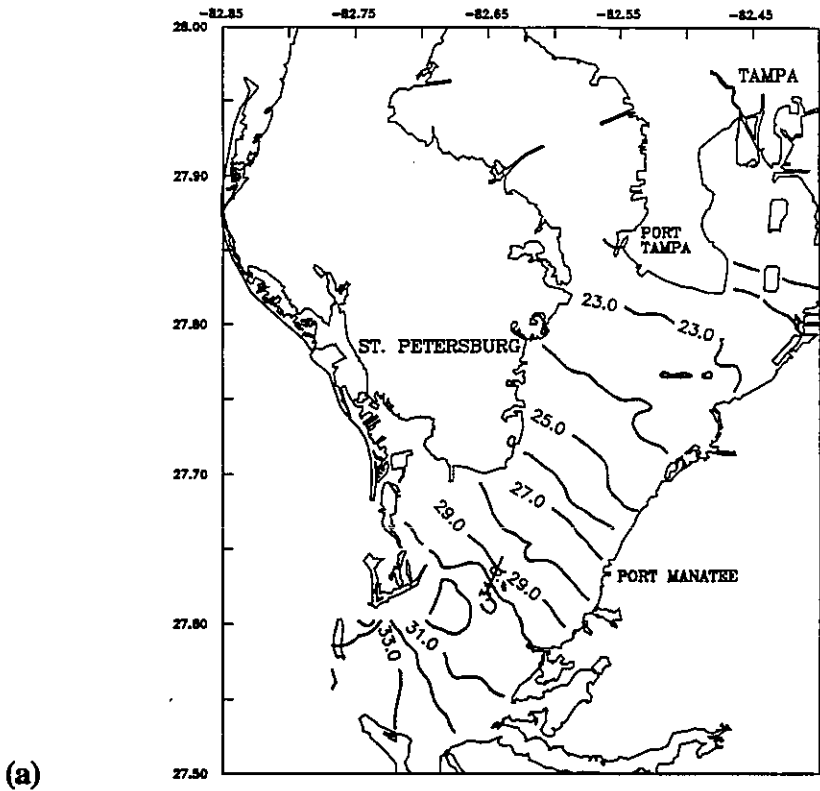 -82.85 -82.75 -82.65 -82.55 -82.45
28.00
TAMPA
27.90
PORT
TAMPA
23.0
27.80
23.0
ST. PETERSBURG
25.0
27.70
27.0
29.0
29.0
PORT MANATEE
27.60
31.0
33.0
(a)
27.50